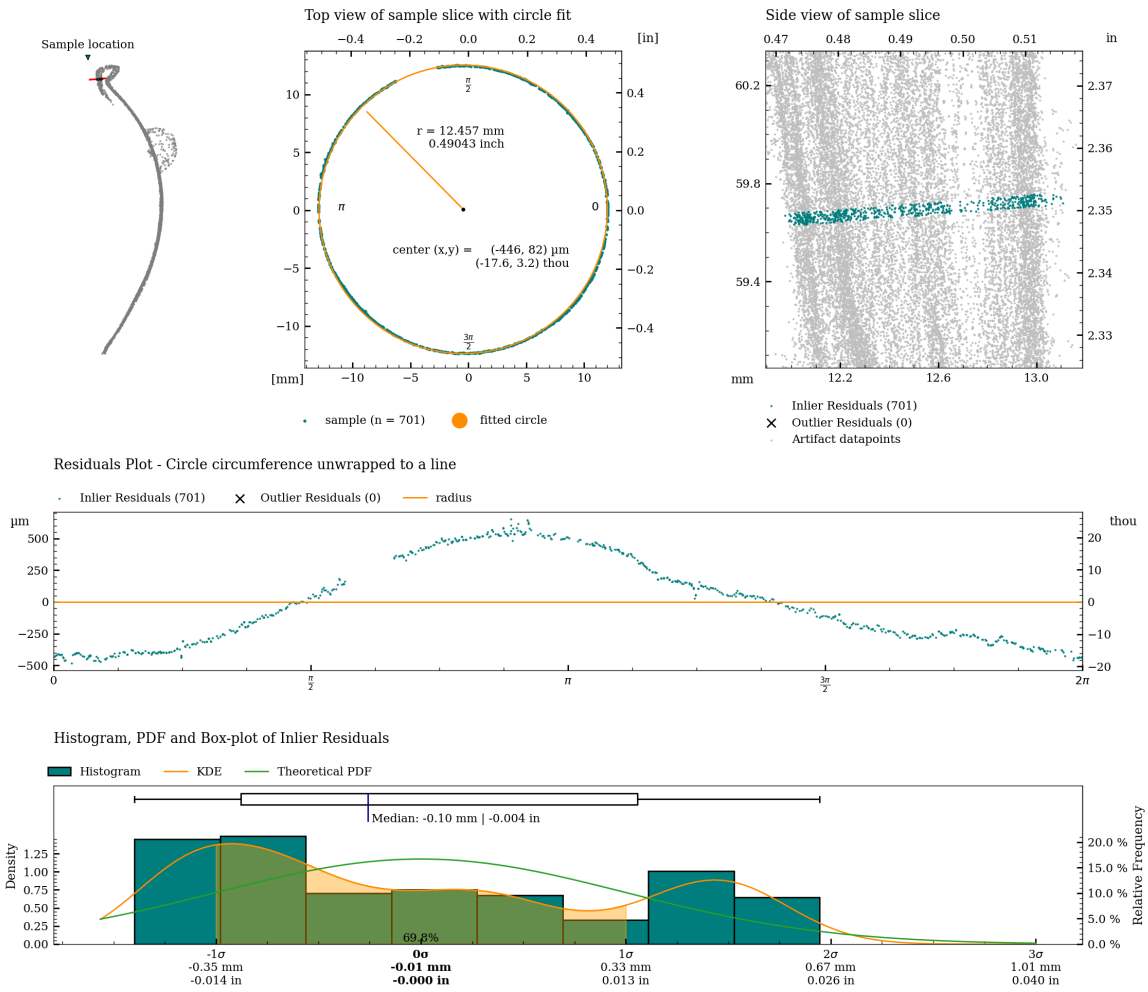 Sample location
Top view of sample slice with circle fit
−0.4 −0.2 0.0 0.2 0.4 [in]
10
5
0
−5
−10
0.4
0.2
0.0
−0.2
−0.4
π/2
r = 12.457 mm
0.49043 inch
π
0
center (x,y) = (-446, 82) µm
(-17.6, 3.2) thou
3π/2
[mm] −10 −5 0 5 10
sample (n = 701) fitted circle
Side view of sample slice
0.47 0.48 0.49 0.50 0.51 in
60.2
59.8
59.4
2.37
2.36
2.35
2.34
2.33
mm 12.2 12.6 13.0
Inlier Residuals (701)
Outlier Residuals (0)
Artifact datapoints
Residuals Plot - Circle circumference unwrapped to a line
Inlier Residuals (701) Outlier Residuals (0) radius
µm
500
250
0
−250
−500
thou
20
10
0
−10
−20
0 π/2 π 3π/2 2π
Histogram, PDF and Box-plot of Inlier Residuals
Histogram KDE Theoretical PDF
Median: -0.10 mm | -0.004 in
Density
1.25
1.00
0.75
0.50
0.25
0.00
Relative Frequency
20.0 %
15.0 %
10.0 %
5.0 %
0.0 %
69.8%
-1σ 0σ 1σ 2σ 3σ
-0.35 mm -0.01 mm 0.33 mm 0.67 mm 1.01 mm
-0.014 in -0.000 in 0.013 in 0.026 in 0.040 in